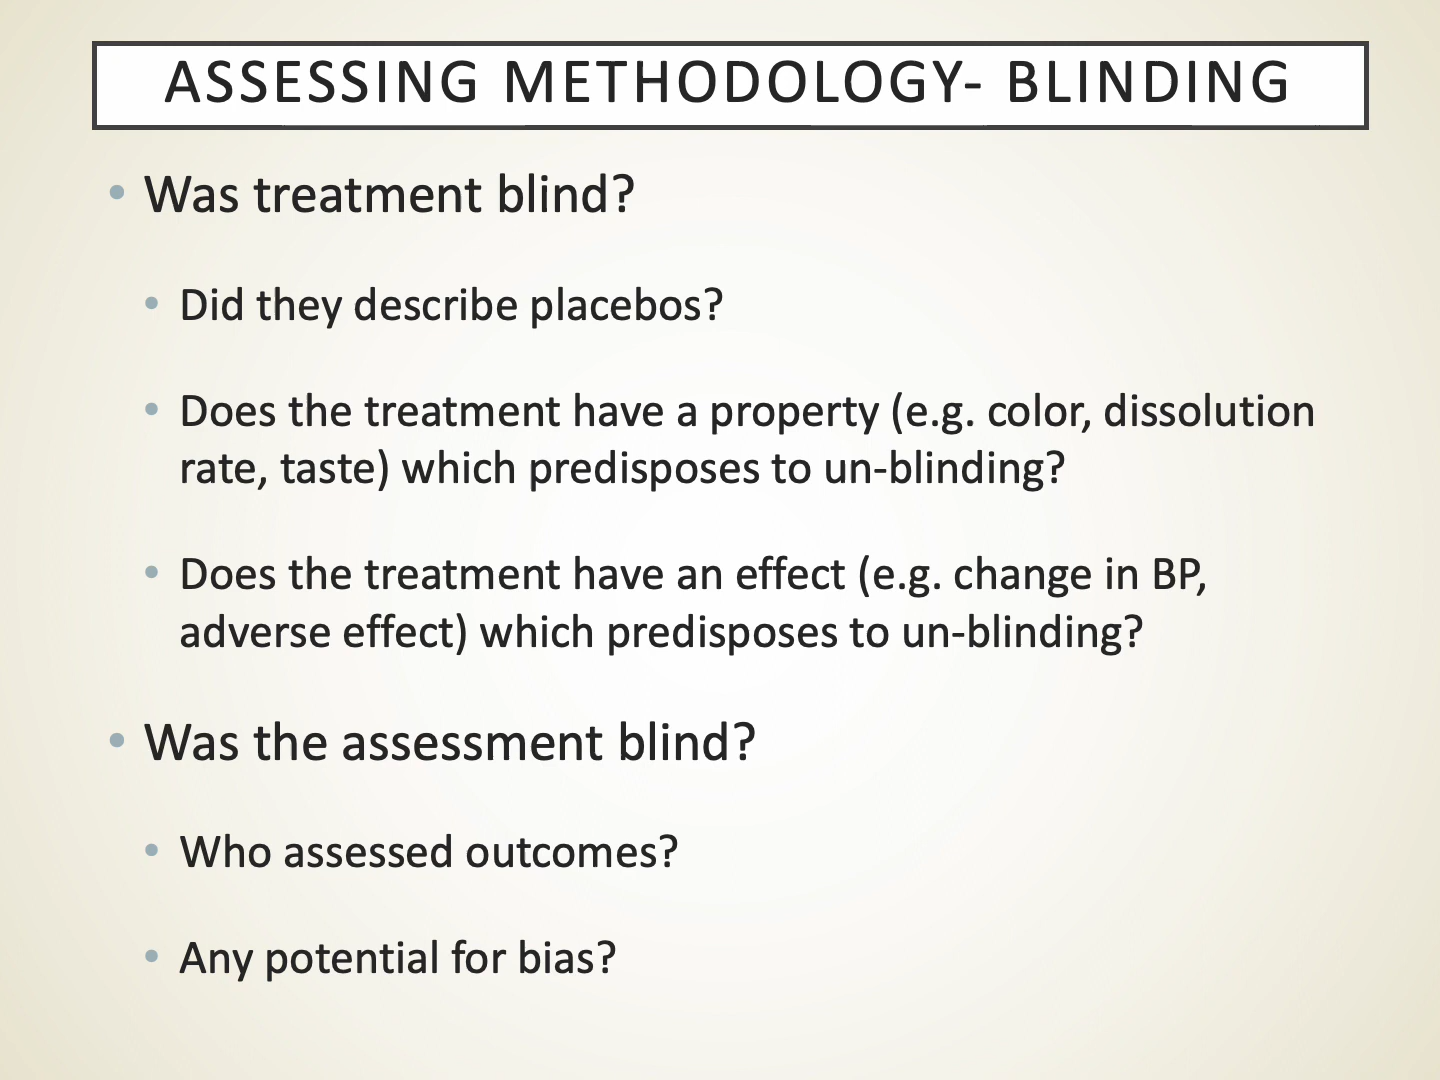 ASSESSING METHODOLOGY- BLINDING
• Was treatment blind?
• Did they describe placebos?
• Does the treatment have a property (e.g. color, dissolution
rate, taste) which predisposes to un-blinding?
• Does the treatment have an effect (e.g. change in BP,
adverse effect) which predisposes to un-blinding?
• Was the assessment blind?
• Who assessed outcomes?
• Any potential for bias?